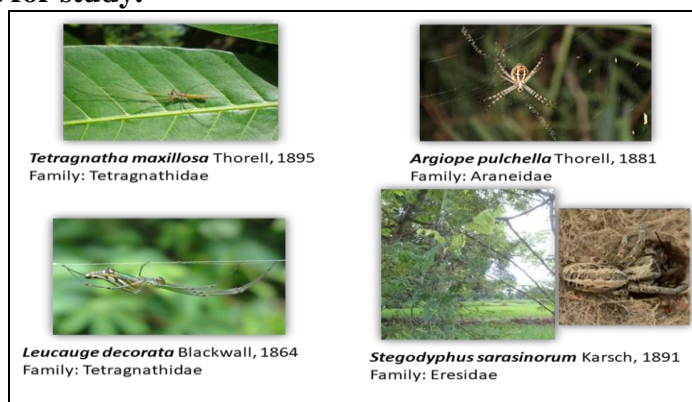 for study.
Tetragnatha maxillosa Thorell, 1895
Family: Tetragnathidae
Argiope pulchella Thorell, 1881
Family: Araneidae
Leucauge decorata Blackwall, 1864
Family: Tetragnathidae
Stegodyphus sarasinorum Karsch, 1891
Family: Eresidae